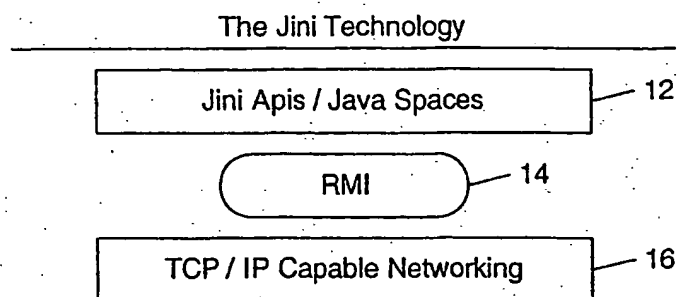 The Jini Technology
Jini Apis / Java Spaces
12
RMI
14
TCP / IP Capable Networking
16